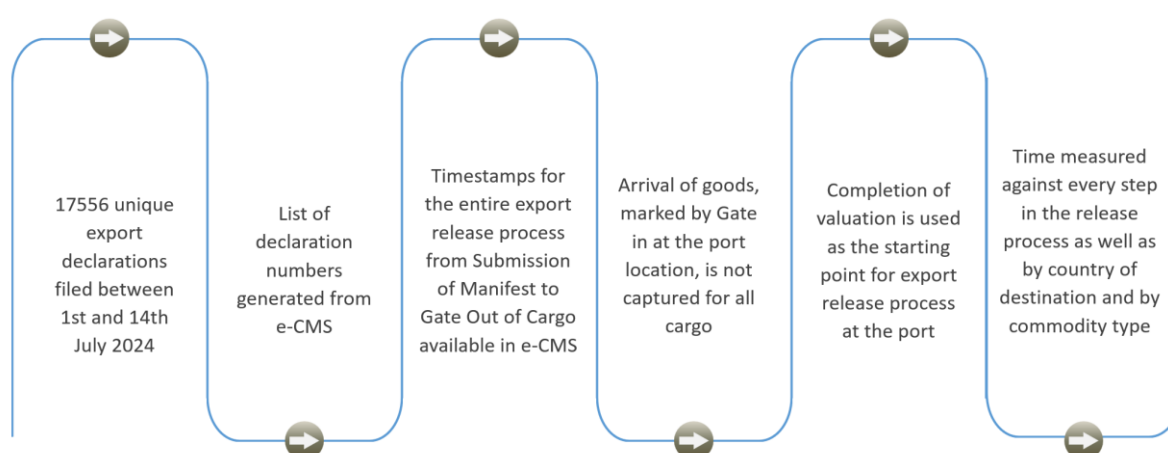 17556 unique
export
declarations
filed between
1st and 14th
July 2024
List of
declaration
numbers
generated from
e-CMS
Timestamps for
the entire export
release process
from Submission
of Manifest to
Gate Out of Cargo
available in e-CMS
Arrival of goods,
marked by Gate
in at the port
location, is not
captured for all
cargo
Completion of
valuation is used
as the starting
point for export
release process
at the port
Time measured
against every step
in the release
process as well as
by country of
destination and by
commodity type